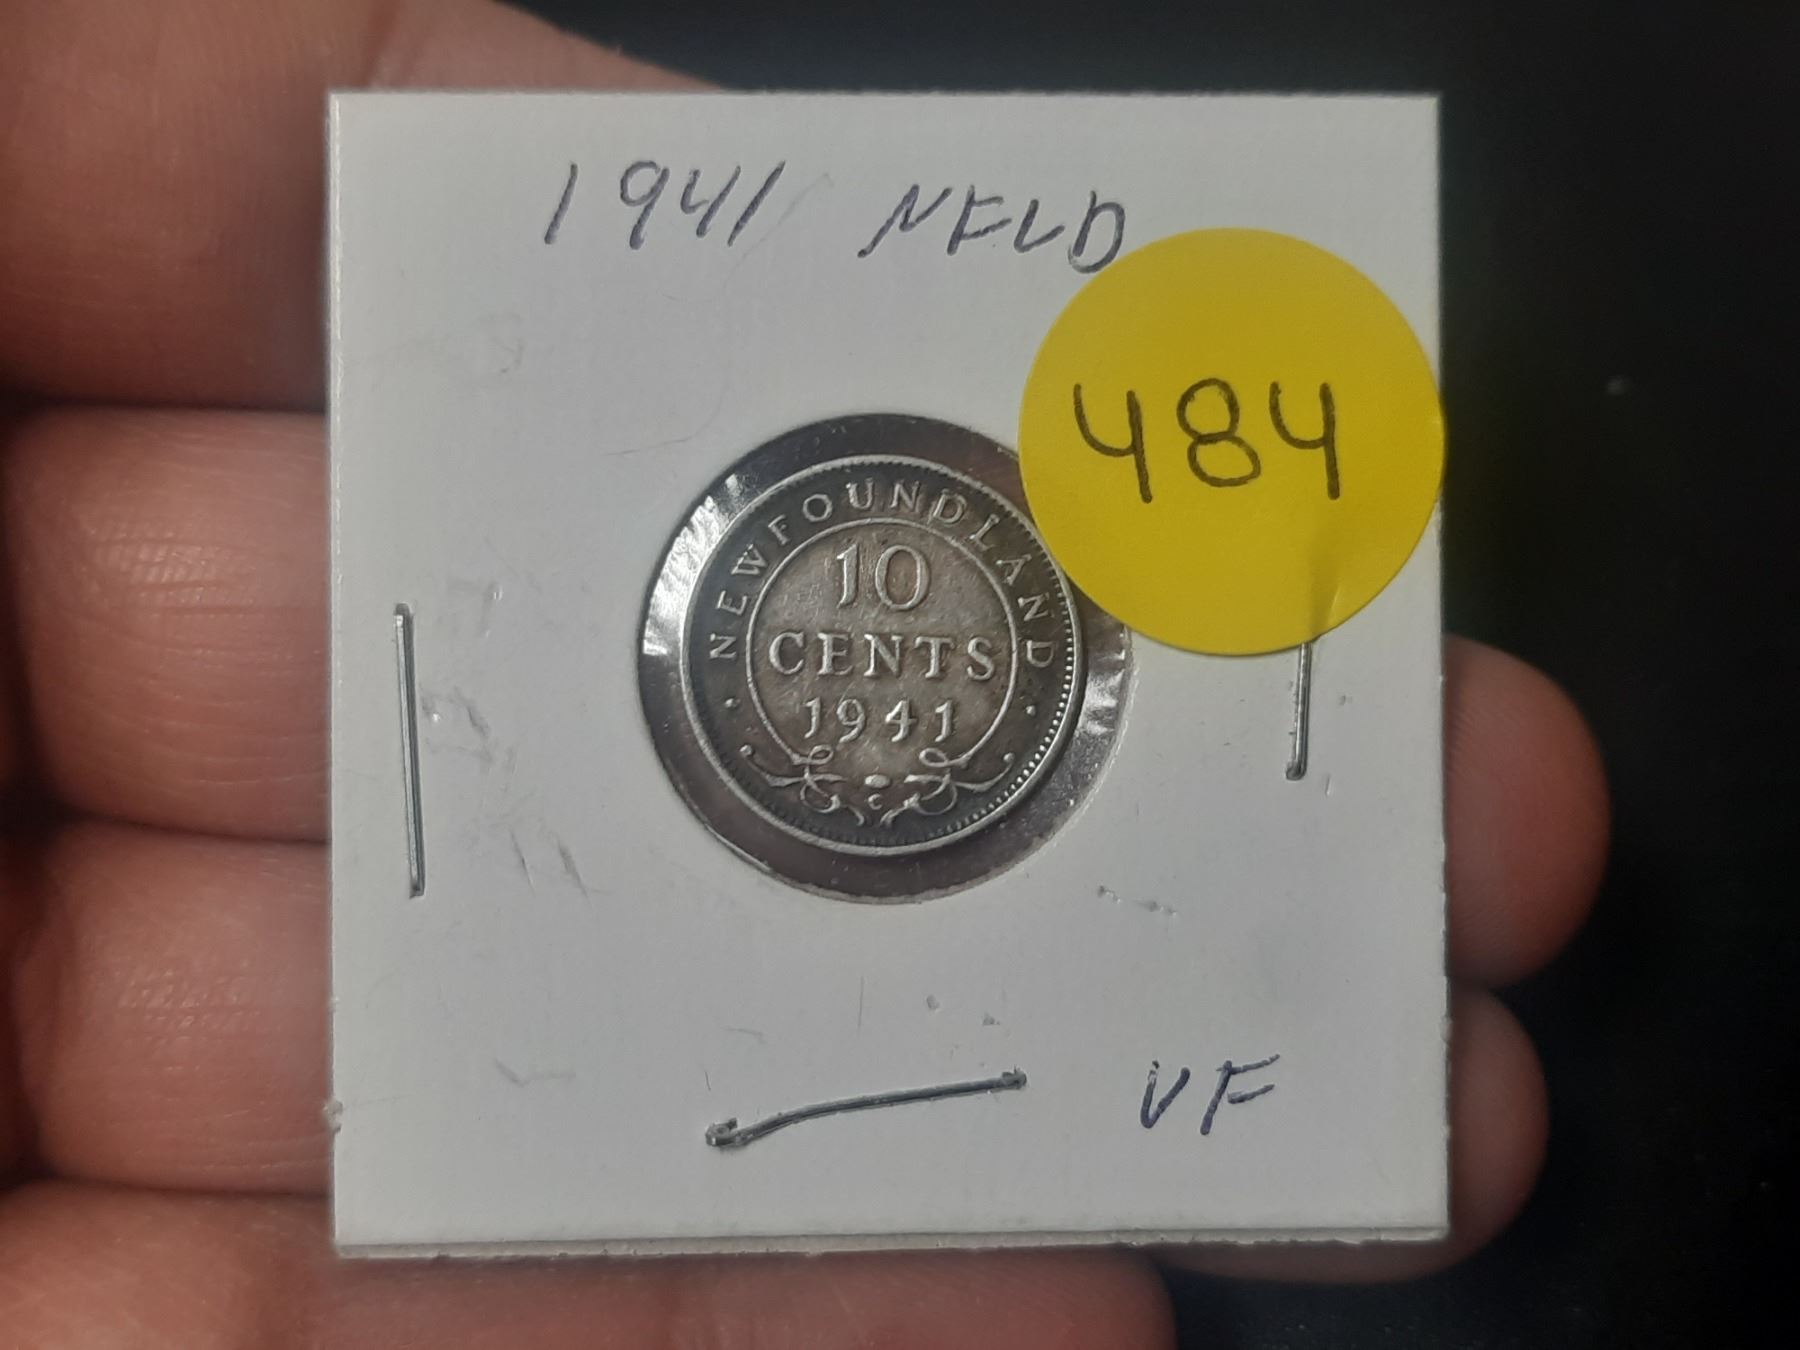 1941 NFLD
484
NEWFOUNDLAND
10
CENTS
1941
C
VF